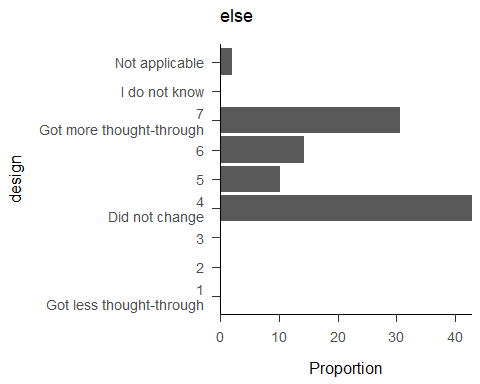 else
Not applicable
I do not know
7
Got more thought-through
6
5
4
Did not change
3
2
1
Got less thought-through
design
0 10 20 30 40
Proportion